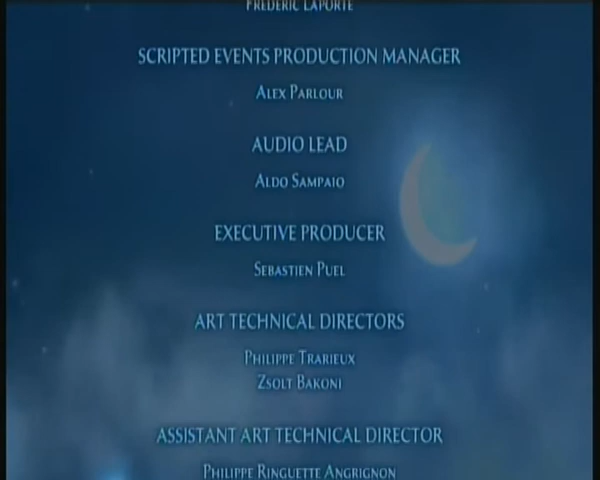 FREDERIC LAPORTE
SCRIPTED EVENTS PRODUCTION MANAGER
ALEX PARLOUR
AUDIO LEAD
ALDO SAMPAIO
EXECUTIVE PRODUCER
SEBASTIEN PUEL
ART TECHNICAL DIRECTORS
PHILIPPE TRARIEUX
ZSOLT BAKONI
ASSISTANT ART TECHNICAL DIRECTOR
PHILIPPE RINGUETTE ANGRIGNON